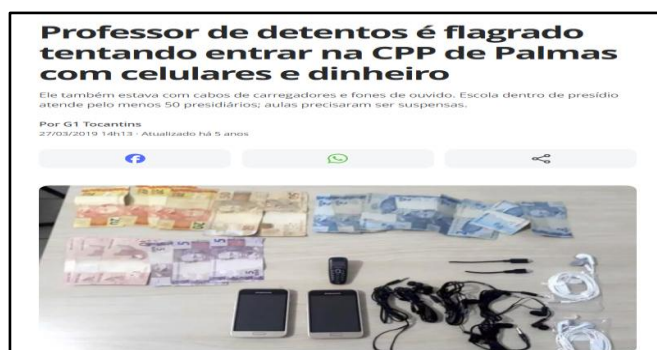 Professor de detentos é flagrado
tentando entrar na CPP de Palmas
com celulares e dinheiro
Ele também estava com cabos de carregadores e fones de ouvido. Escola dentro de presídio
atende pelo menos 50 presidiários; aulas precisaram ser suspensas.
Por G1 Tocantins
27/03/2019 14h13 · Atualizado há 5 anos